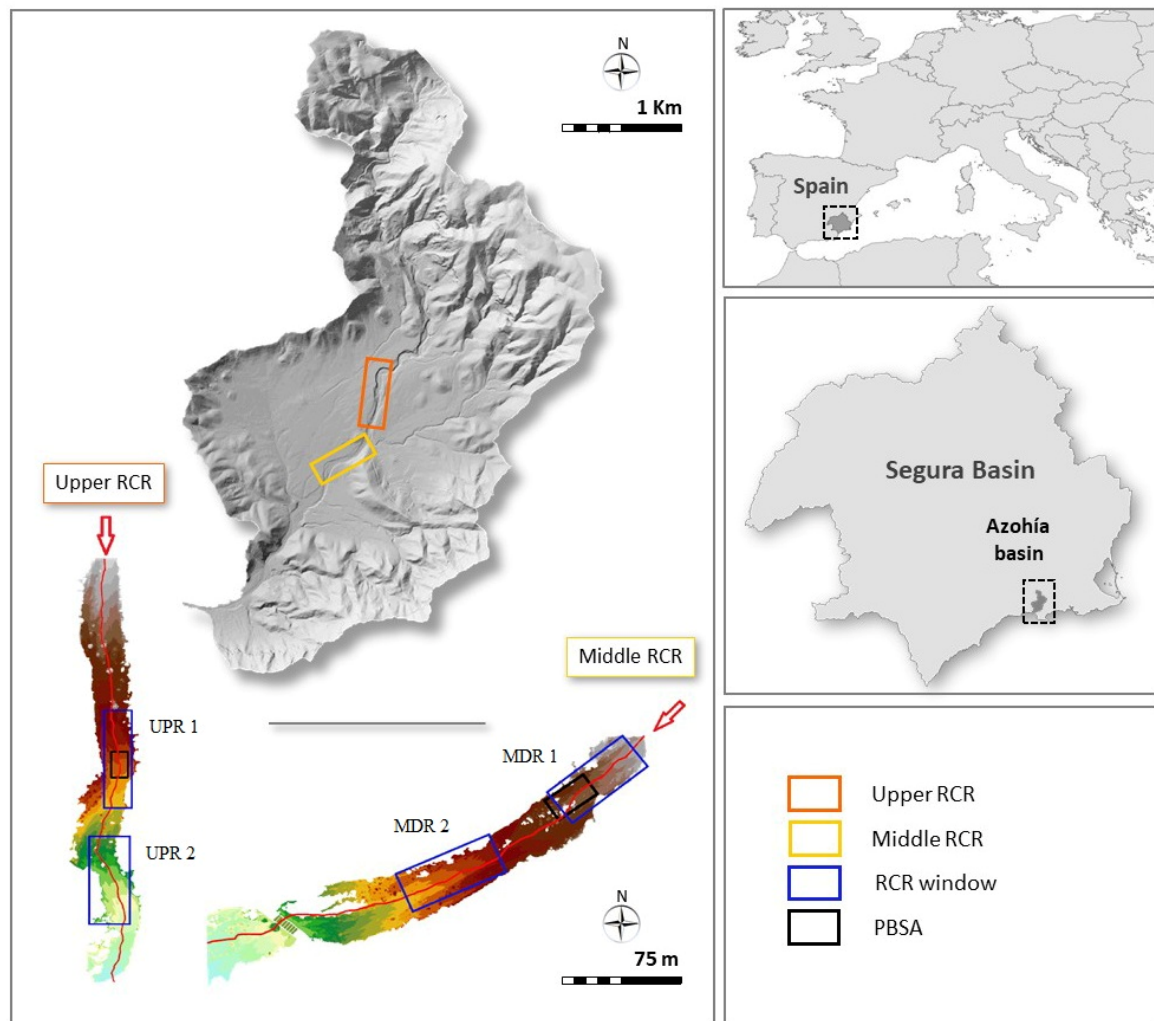 N
1 Km
Upper RCR
Middle RCR
UPR 1
UPR 2
MDR 1
MDR 2
N
75 m
Spain
Segura Basin
Azohía
basin
Upper RCR
Middle RCR
RCR window
PBSA